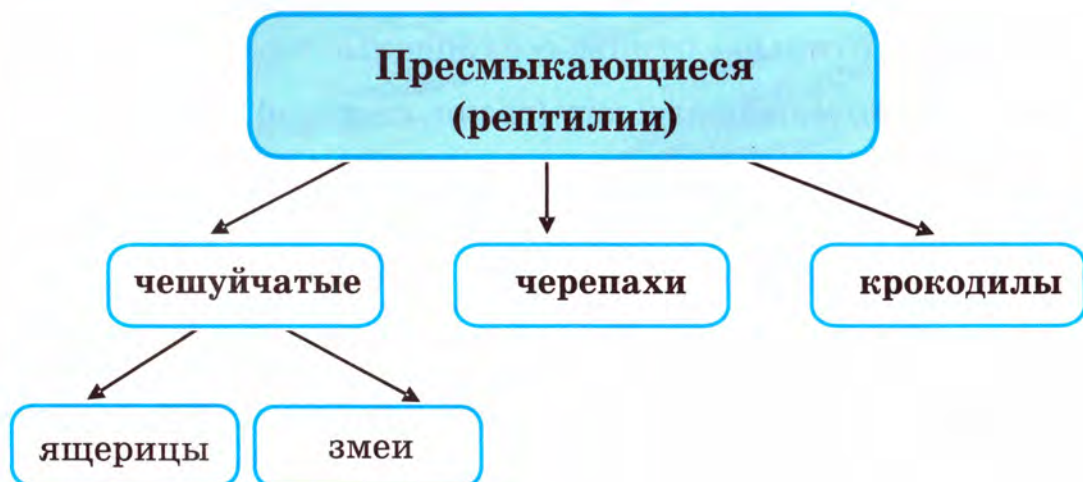 Пресмыкающиеся
(рептилии)
чешуйчатые
черепахи
крокодилы
ящерицы
змеи